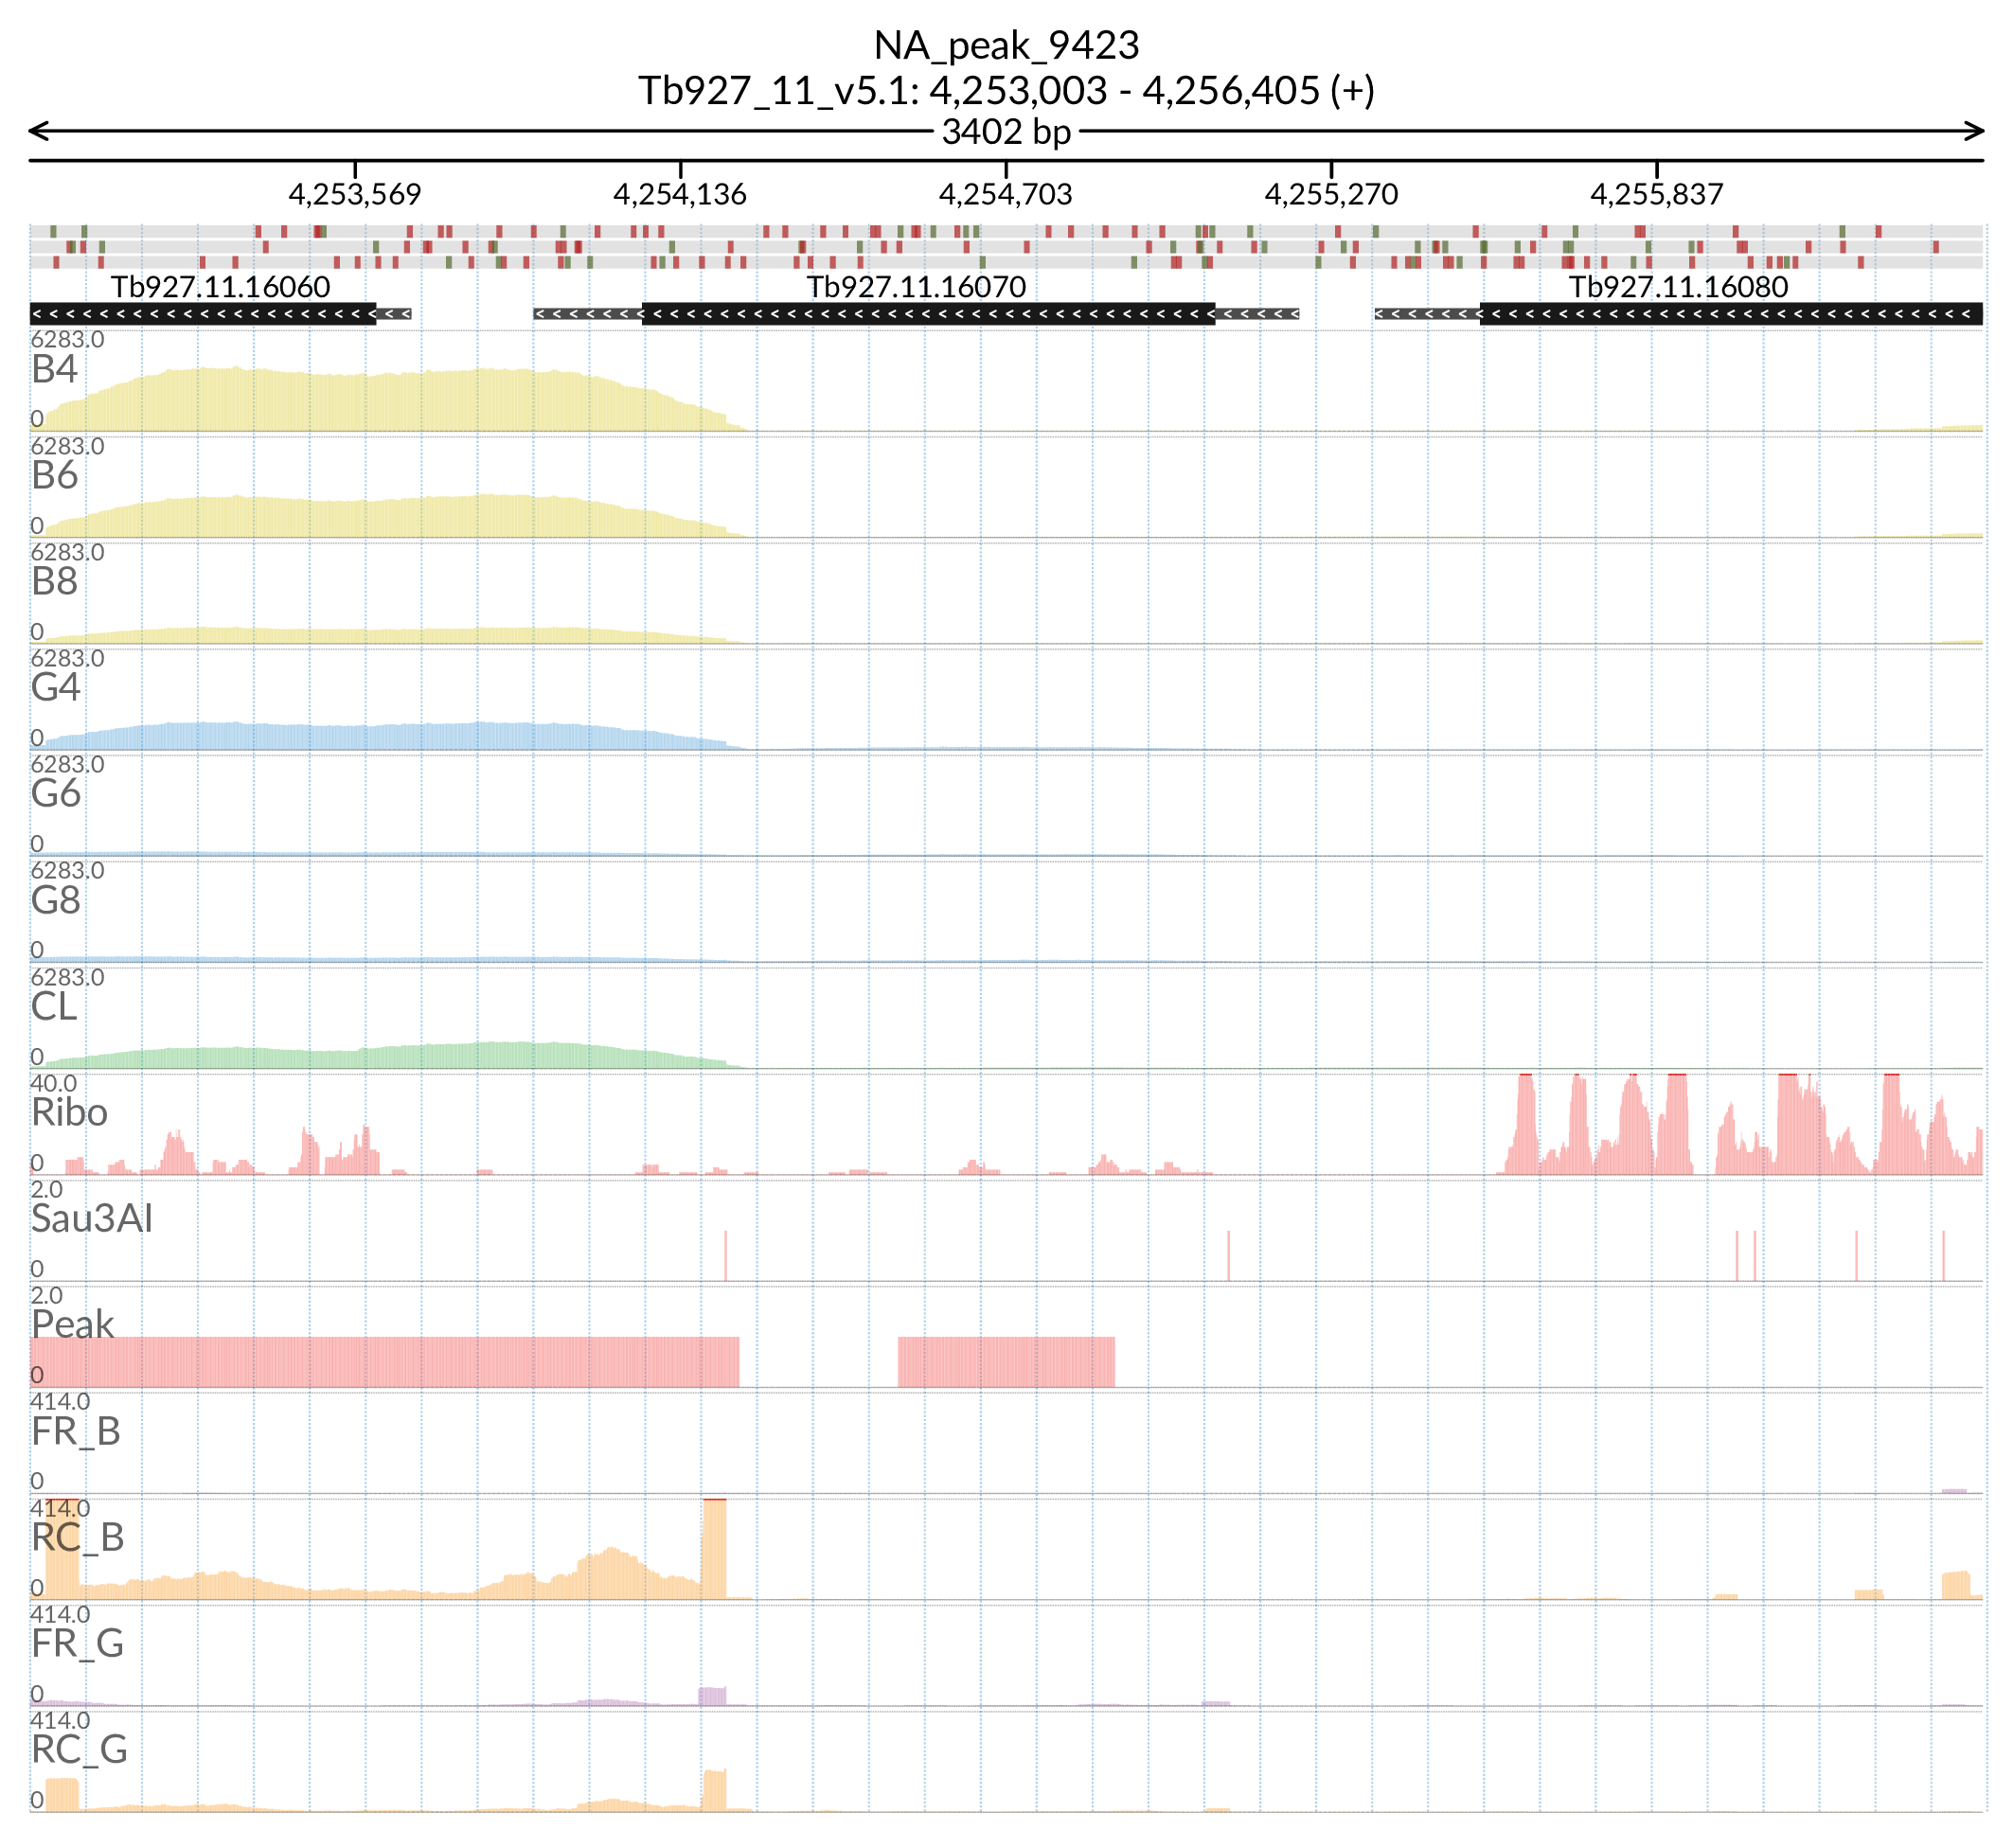 NA_peak_9423
Tb927_11_v5.1: 4,253,003 - 4,256,405 (+)
3402 bp
4,253,569 4,254,136 4,254,703 4,255,270 4,255,837
Tb927.11.16060 Tb927.11.16070 Tb927.11.16080
6283.0
B4
0
6283.0
B6
0
6283.0
B8
0
6283.0
G4
0
6283.0
G6
0
6283.0
G8
0
6283.0
CL
0
40.0
Ribo
0
2.0
Sau3AI
0
2.0
Peak
0
414.0
FR_B
0
414.0
RC_B
0
414.0
FR_G
0
414.0
RC_G
0